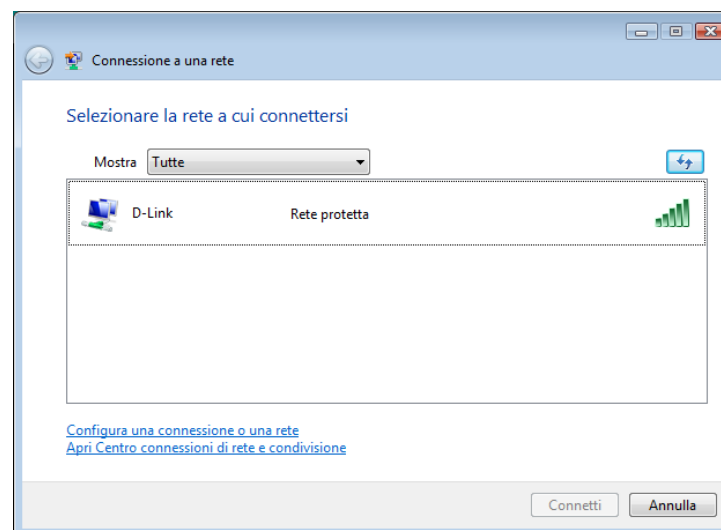 Connessione a una rete
Selezionare la rete a cui connettersi
Mostra Tutte
D-Link Rete protetta
Configura una connessione o una rete
Apri Centro connessioni di rete e condivisione
Connetti Annulla